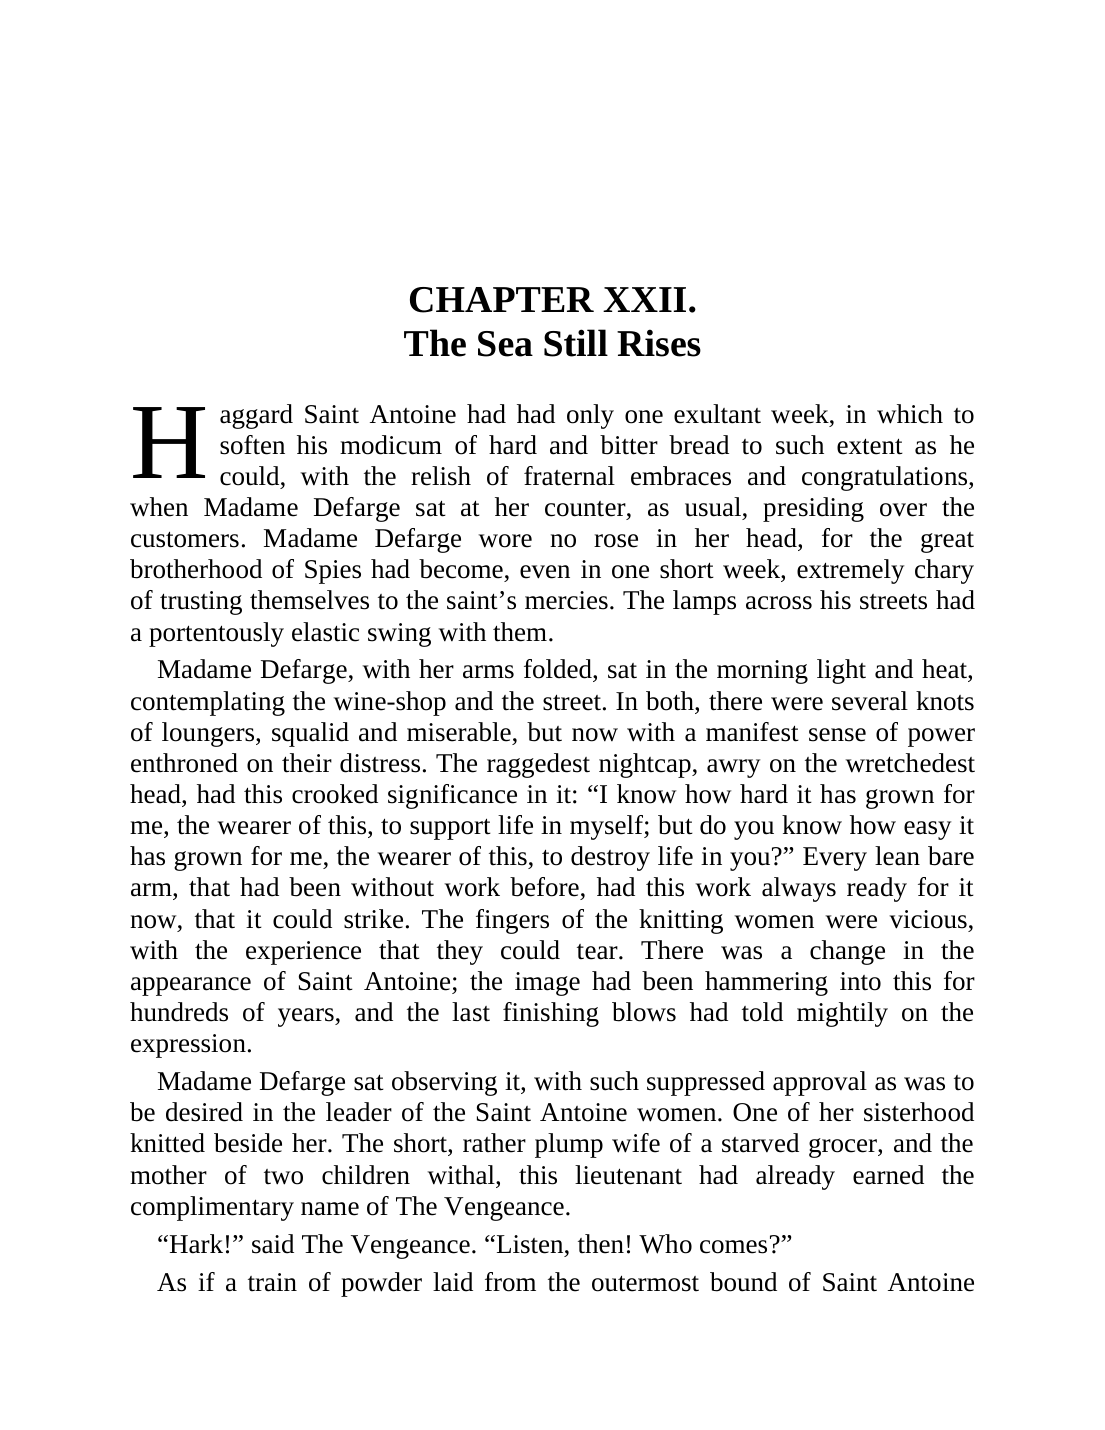 CHAPTER XXII.
The Sea Still Rises
Haggard Saint Antoine had had only one exultant week, in which to
soften his modicum of hard and bitter bread to such extent as he
could, with the relish of fraternal embraces and congratulations,
when Madame Defarge sat at her counter, as usual, presiding over the
customers. Madame Defarge wore no rose in her head, for the great
brotherhood of Spies had become, even in one short week, extremely chary
of trusting themselves to the saint’s mercies. The lamps across his streets had
a portentously elastic swing with them.
Madame Defarge, with her arms folded, sat in the morning light and heat,
contemplating the wine-shop and the street. In both, there were several knots
of loungers, squalid and miserable, but now with a manifest sense of power
enthroned on their distress. The raggedest nightcap, awry on the wretchedest
head, had this crooked significance in it: “I know how hard it has grown for
me, the wearer of this, to support life in myself; but do you know how easy it
has grown for me, the wearer of this, to destroy life in you?” Every lean bare
arm, that had been without work before, had this work always ready for it
now, that it could strike. The fingers of the knitting women were vicious,
with the experience that they could tear. There was a change in the
appearance of Saint Antoine; the image had been hammering into this for
hundreds of years, and the last finishing blows had told mightily on the
expression.
Madame Defarge sat observing it, with such suppressed approval as was to
be desired in the leader of the Saint Antoine women. One of her sisterhood
knitted beside her. The short, rather plump wife of a starved grocer, and the
mother of two children withal, this lieutenant had already earned the
complimentary name of The Vengeance.
“Hark!” said The Vengeance. “Listen, then! Who comes?”
As if a train of powder laid from the outermost bound of Saint Antoine